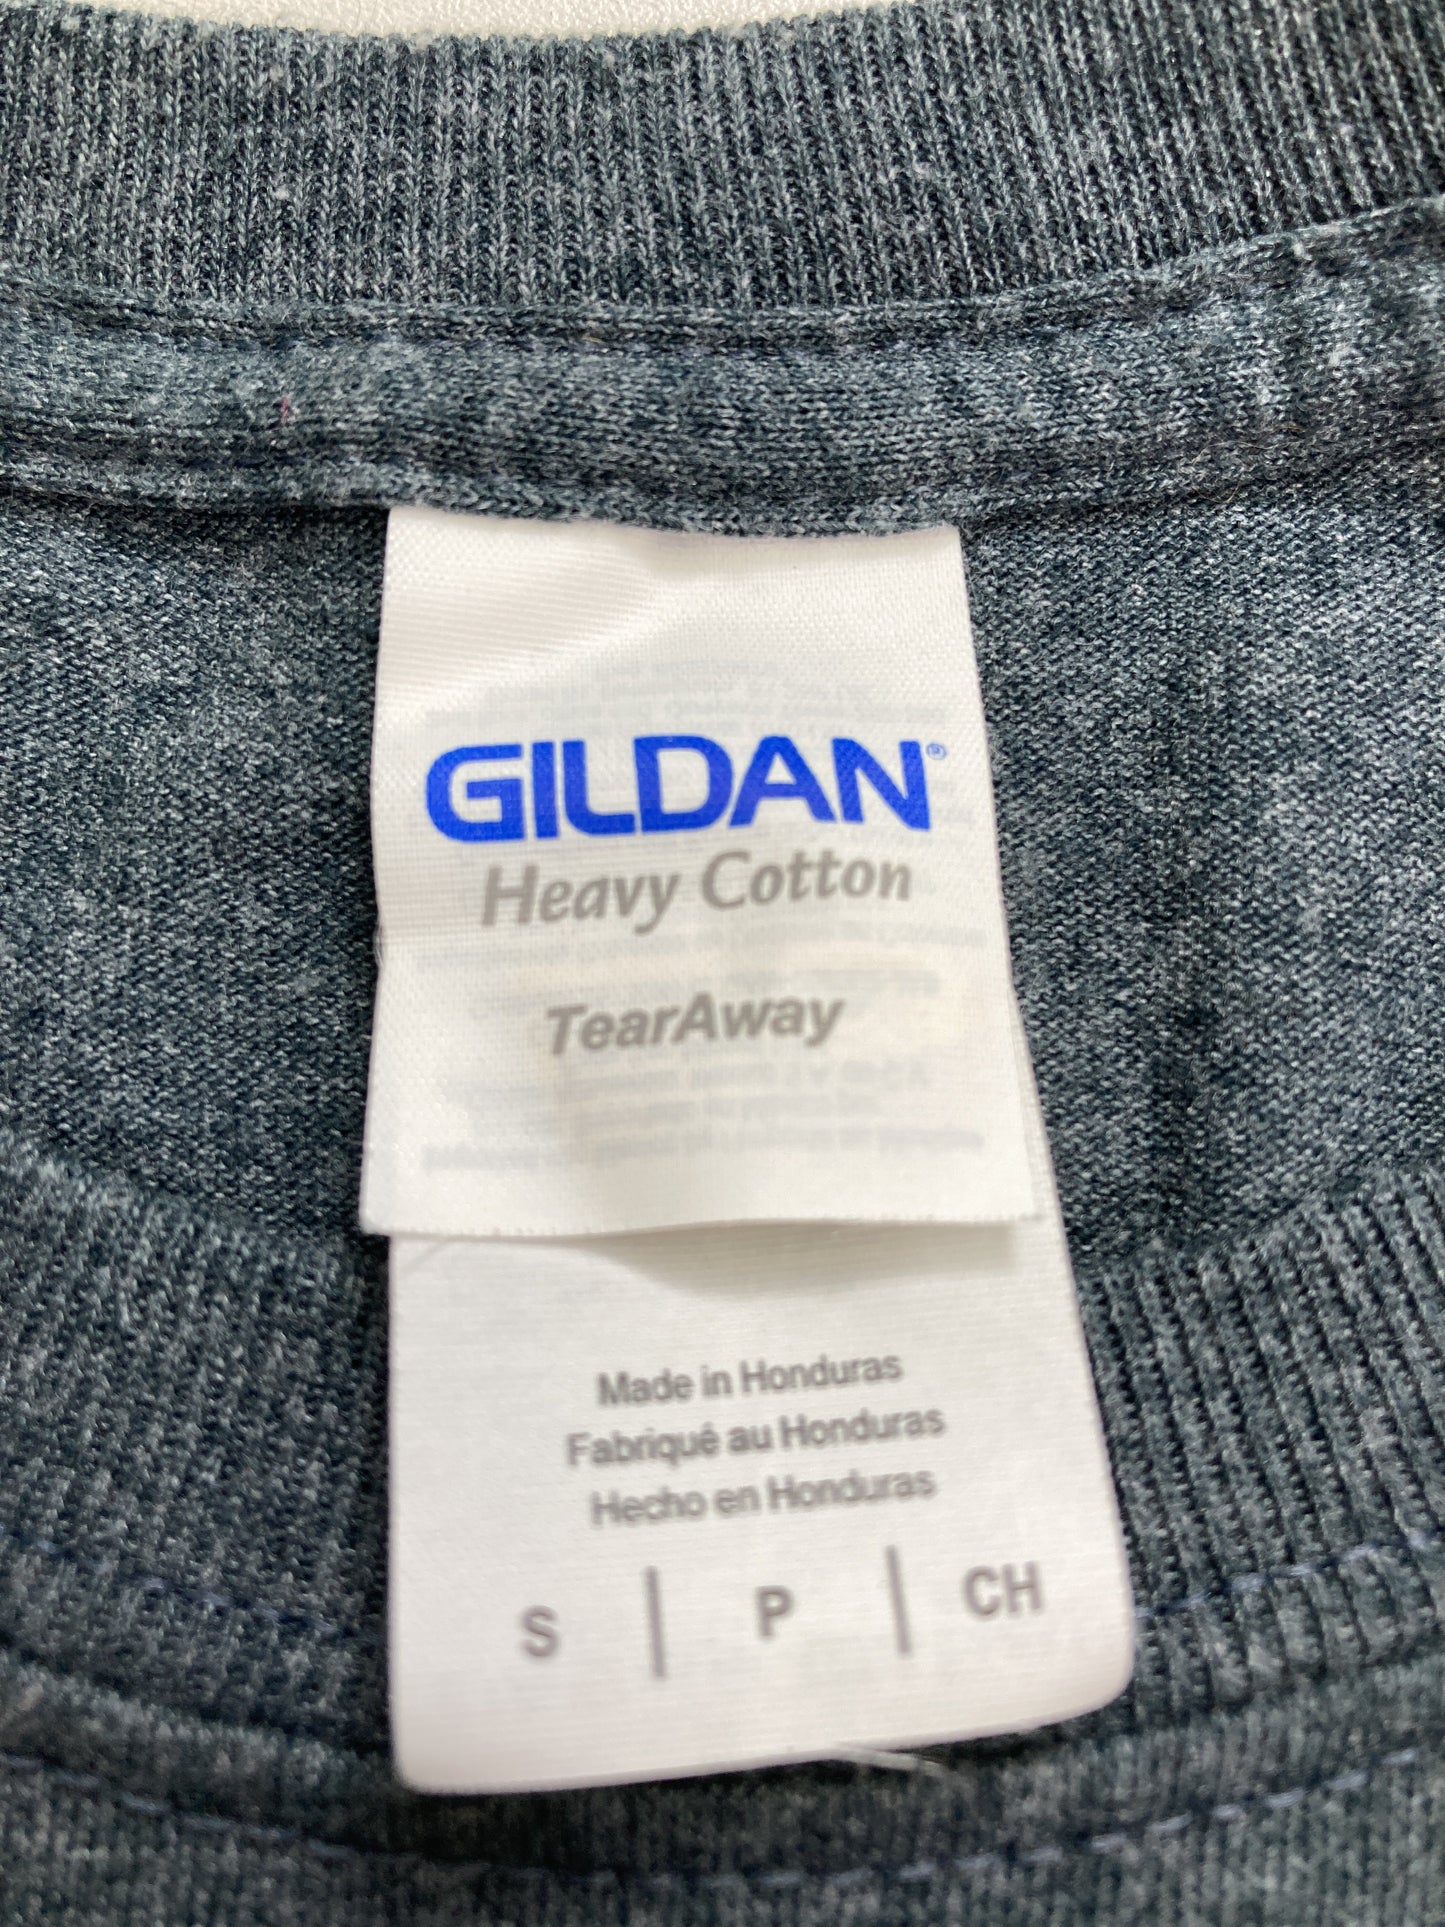 GILDAN®
Heavy Cotton
TearAway
Made in Honduras
Fabriqué au Honduras
Hecho en Honduras
S | P | CH